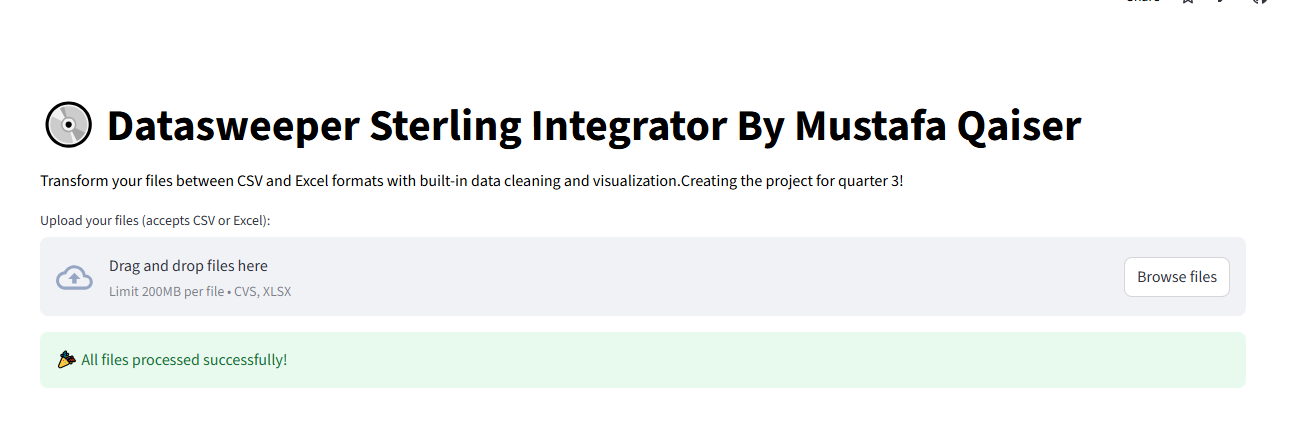 Share
Datasweeper Sterling Integrator By Mustafa Qaiser
Transform your files between CSV and Excel formats with built-in data cleaning and visualization.Creating the project for quarter 3!
Upload your files (accepts CSV or Excel):
Drag and drop files here
Limit 200MB per file • CVS, XLSX
Browse files
All files processed successfully!